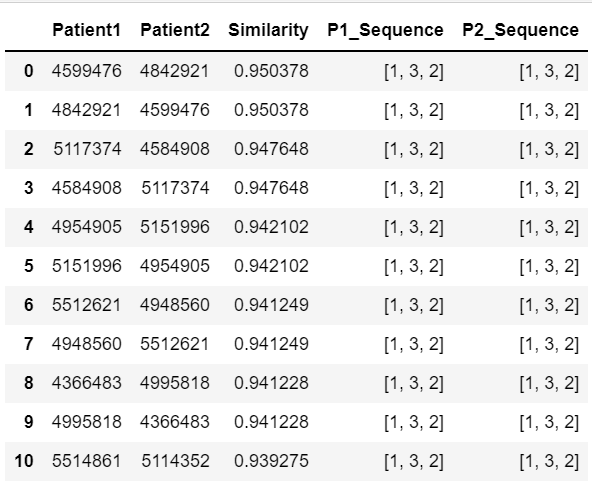 Patient1 Patient2 Similarity P1_Sequence P2_Sequence
0 4599476 4842921 0.950378 [1, 3, 2] [1, 3, 2]
1 4842921 4599476 0.950378 [1, 3, 2] [1, 3, 2]
2 5117374 4584908 0.947648 [1, 3, 2] [1, 3, 2]
3 4584908 5117374 0.947648 [1, 3, 2] [1, 3, 2]
4 4954905 5151996 0.942102 [1, 3, 2] [1, 3, 2]
5 5151996 4954905 0.942102 [1, 3, 2] [1, 3, 2]
6 5512621 4948560 0.941249 [1, 3, 2] [1, 3, 2]
7 4948560 5512621 0.941249 [1, 3, 2] [1, 3, 2]
8 4366483 4995818 0.941228 [1, 3, 2] [1, 3, 2]
9 4995818 4366483 0.941228 [1, 3, 2] [1, 3, 2]
10 5514861 5114352 0.939275 [1, 3, 2] [1, 3, 2]